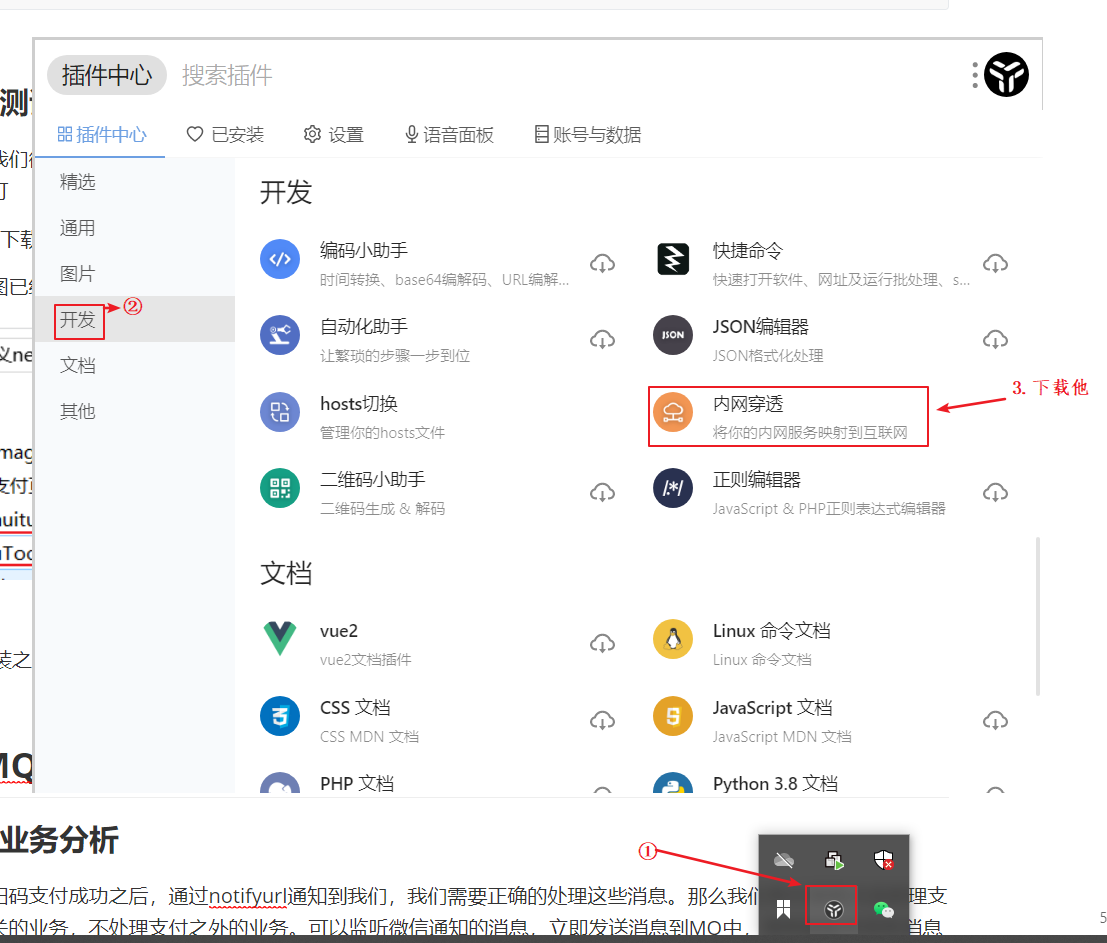 插件中心 搜索插件
测
插件中心 已安装 设置 语音面板 账号与数据
我们
精选
开发
通用
编码小助手 快捷命令
下载
时间转换、base64编解码、URL编解... 快速打开软件、网址及运行批处理、s...
图片
图已
开发 ②
自动化助手 JSON编辑器
让繁琐的步骤一步到位 JSON格式化处理
义ne
文档
3. 下载他
hosts切换 内网穿透
其他
管理你的hosts文件 将你的内网服务映射到互联网
mag
二维码小助手 正则编辑器
支付
二维码生成 & 解码 JavaScript & PHP正则表达式编辑器
uitu
uToo
文档
vue2 Linux 命令文档
vue2文档插件 Linux 命令文档
装之
CSS 文档 JavaScript 文档
CSS MDN 文档 JavaScript MDN 文档
MQ
PHP 文档 Python 3.8 文档
业务分析
①
扫码支付成功之后，通过notifyurl通知到我们，我们需要正确的处理这些消息。那么我们 理支
关的业务，不处理支付之外的业务。可以监听微信通知的消息，立即发送消息到MQ中， 消息
5